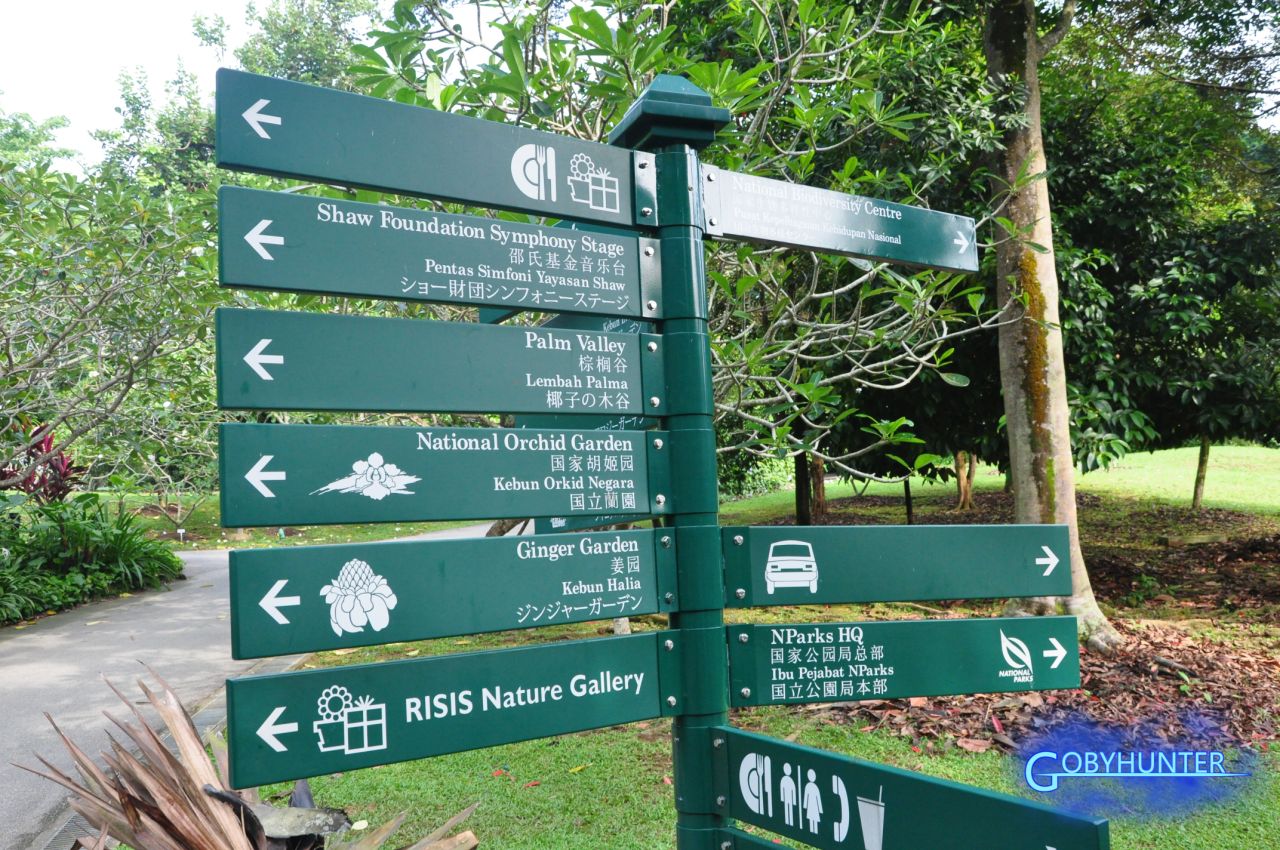 Shaw Foundation Symphony Stage
邵氏基金音乐台
Pentas Simfoni Yayasan Shaw
ショー財団シンフォニーステージ
Palm Valley
棕榈谷
Lembah Palma
椰子の木谷
National Orchid Garden
国家胡姬园
Kebun Orkid Negara
国立蘭園
Ginger Garden
姜园
Kebun Halia
ジンジャーガーデン
RISIS Nature Gallery
National Biodiversity Centre
Pusat Kepelbagaian Kehidupan Nasional
NParks HQ
国家公园局总部
Ibu Pejabat NParks
国立公園局本部
NATIONAL
PARKS
GOBYHUNTER